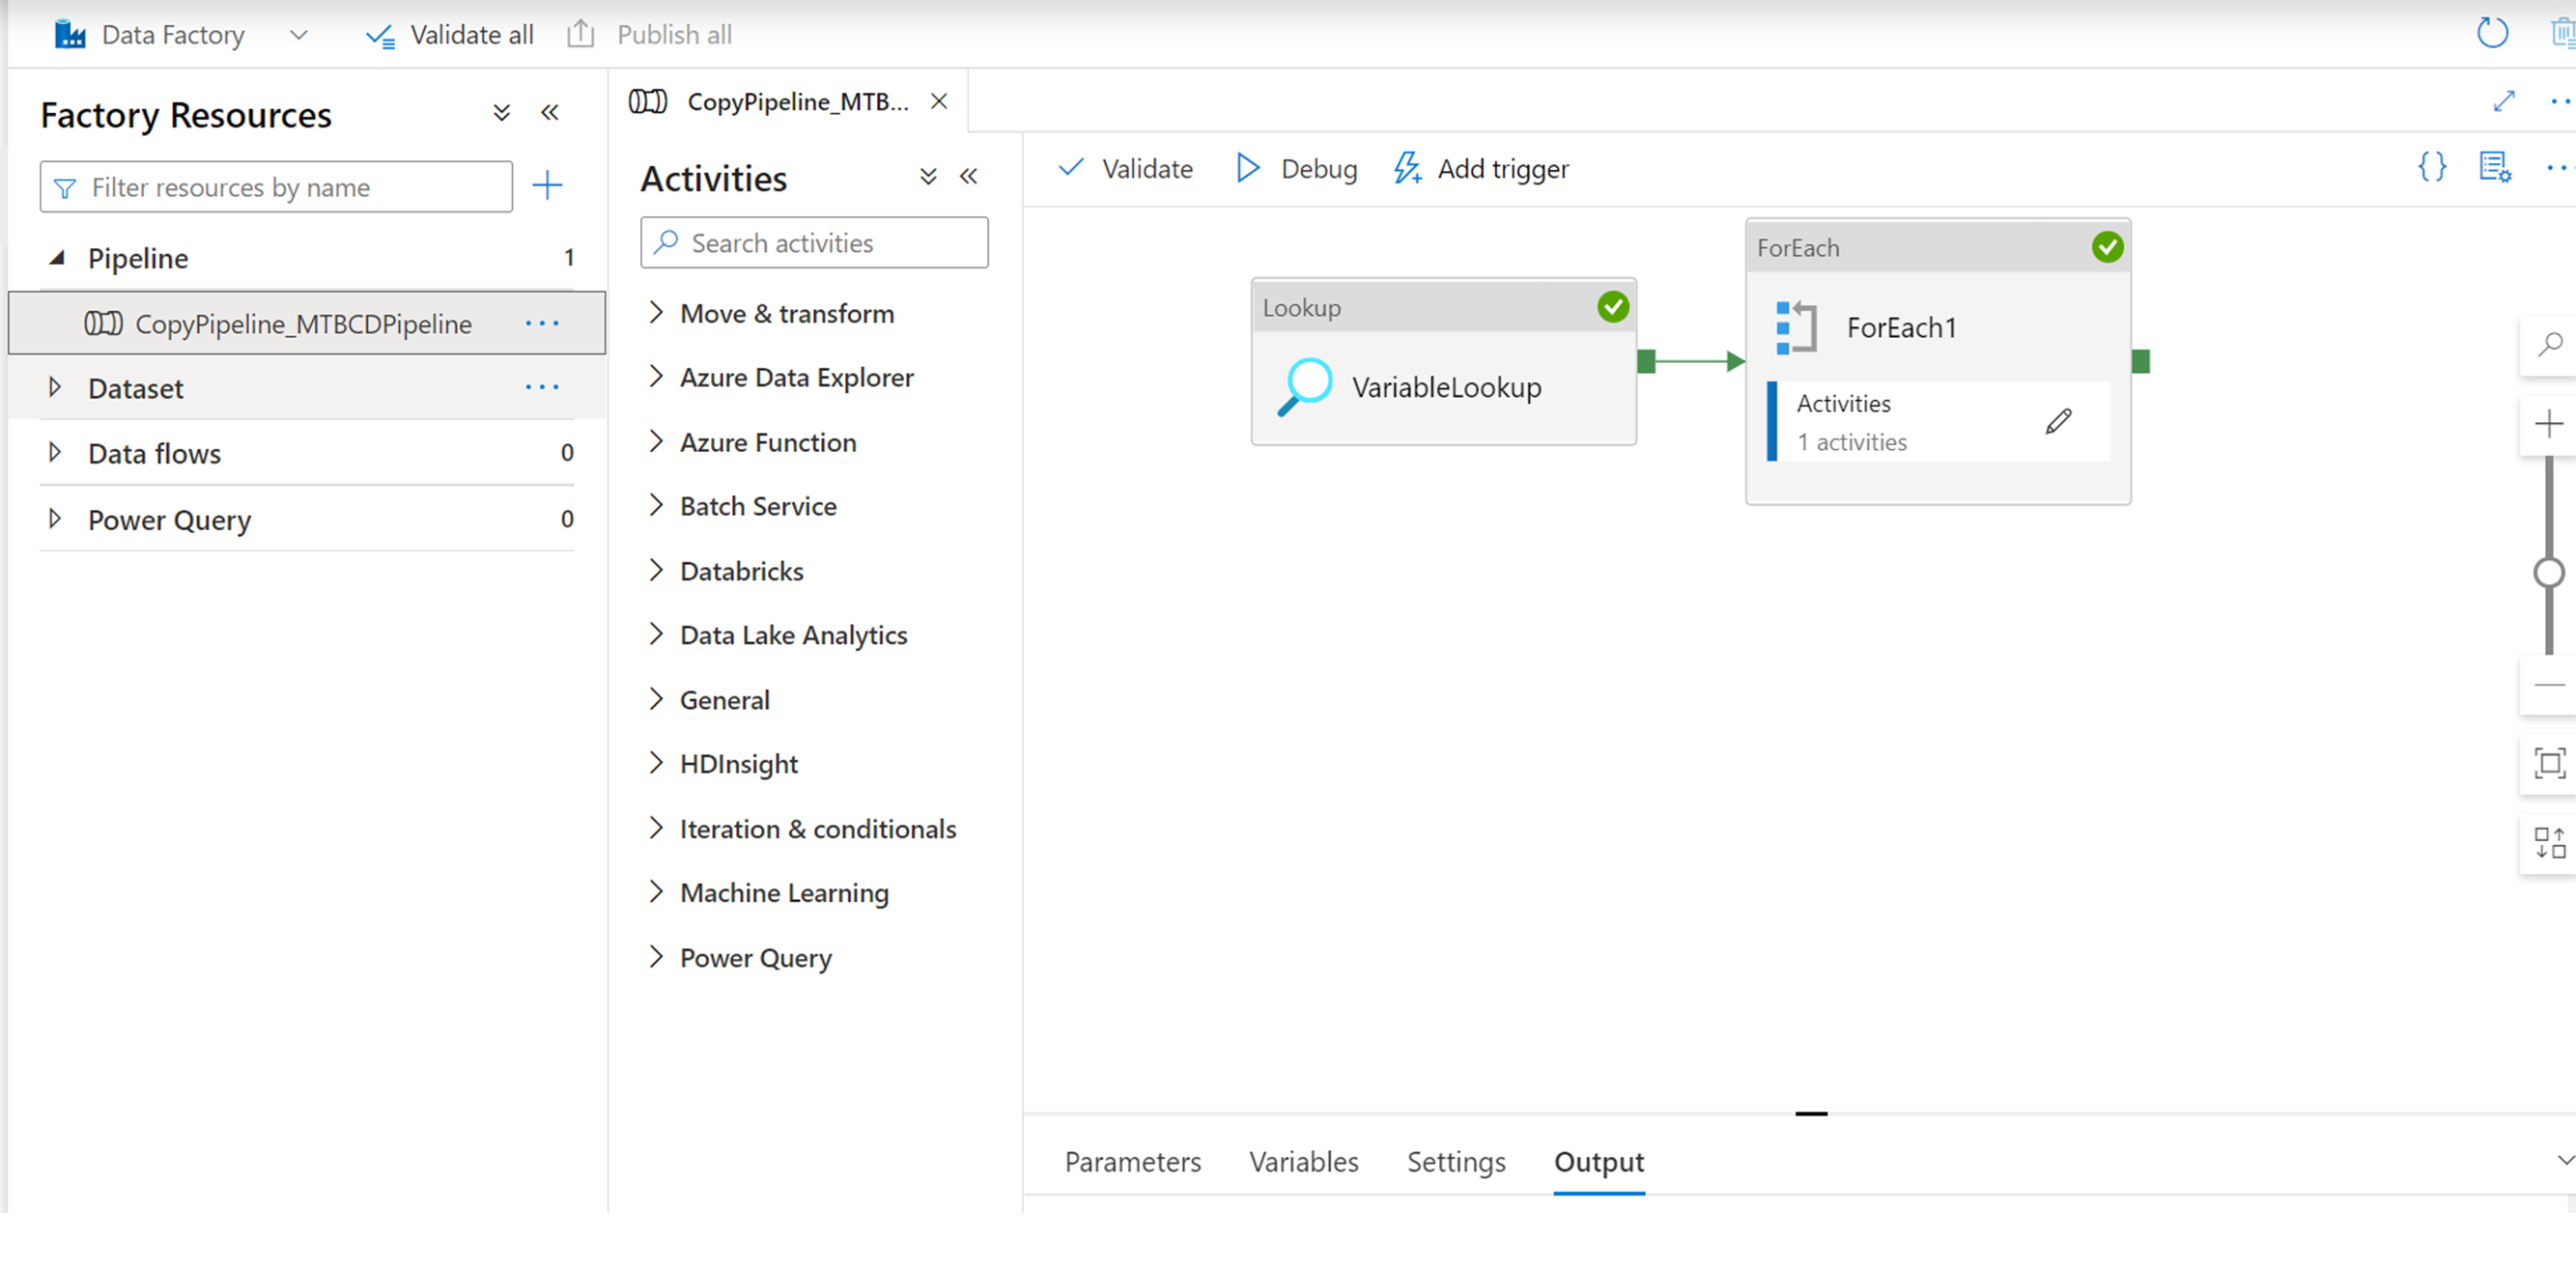 Data Factory
Validate all
Publish all
Factory Resources
Filter resources by name
Pipeline 1
CopyPipeline_MTBCDPipeline
Dataset
Data flows 0
Power Query 0
CopyPipeline_MTB...
Activities
Search activities
Move & transform
Azure Data Explorer
Azure Function
Batch Service
Databricks
Data Lake Analytics
General
HDInsight
Iteration & conditionals
Machine Learning
Power Query
Validate
Debug
Add trigger
Lookup
VariableLookup
ForEach
ForEach1
Activities
1 activities
Parameters
Variables
Settings
Output